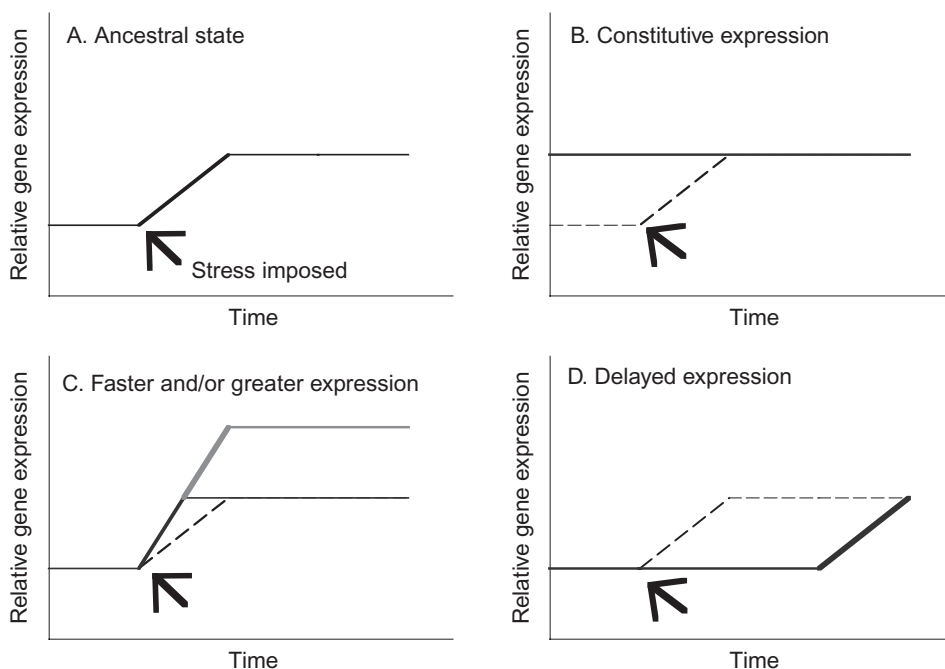 A. Ancestral state
Relative gene expression
Stress imposed
Time
B. Constitutive expression
Relative gene expression
Time
C. Faster and/or greater expression
Relative gene expression
Time
D. Delayed expression
Relative gene expression
Time